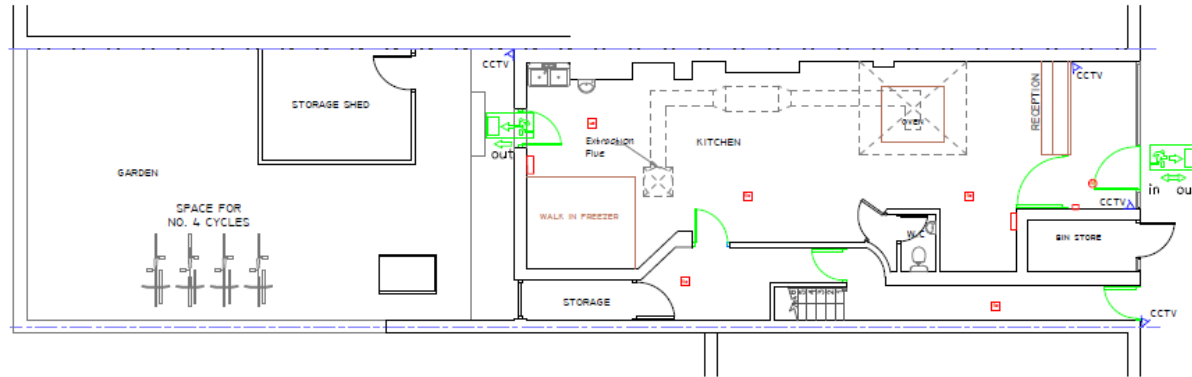 CCTV
CCTV
STORAGE SHED
OVEN
RECEPTION
Extraction
Flue
KITCHEN
out
GARDEN
in out
SPACE FOR
NO. 4 CYCLES
WALK IN FREEZER
CCTV
W.C
BIN STORE
STORAGE
CCTV